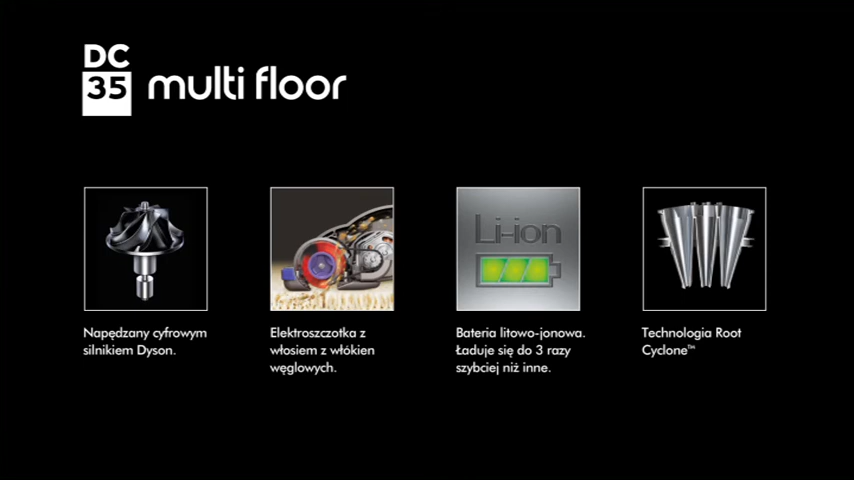 DC
35
multi floor
Li-ion
Napędzany cyfrowym
silnikiem Dyson.
Elektroszczotka z
włosiem z włókien
węglowych.
Bateria litowo-jonowa.
Ładuje się do 3 razy
szybciej niż inne.
Technologia Root
Cyclone™